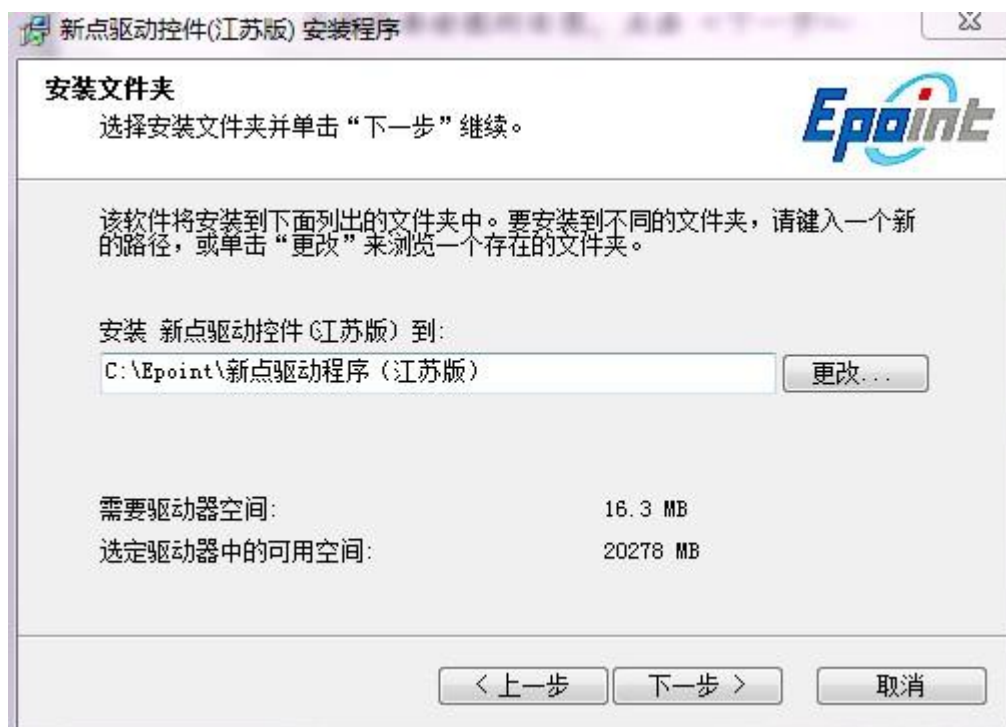 新点驱动控件(江苏版) 安装程序
安装文件夹
选择安装文件夹并单击“下一步”继续。
Epoint
该软件将安装到下面列出的文件夹中。要安装到不同的文件夹，请键入一个新
的路径，或单击“更改”来浏览一个存在的文件夹。
安装 新点驱动控件(江苏版) 到:
C:\Epoint\新点驱动程序（江苏版）
更改...
需要驱动器空间: 16.3 MB
选定驱动器中的可用空间: 20278 MB
< 上一步 下一步 > 取消